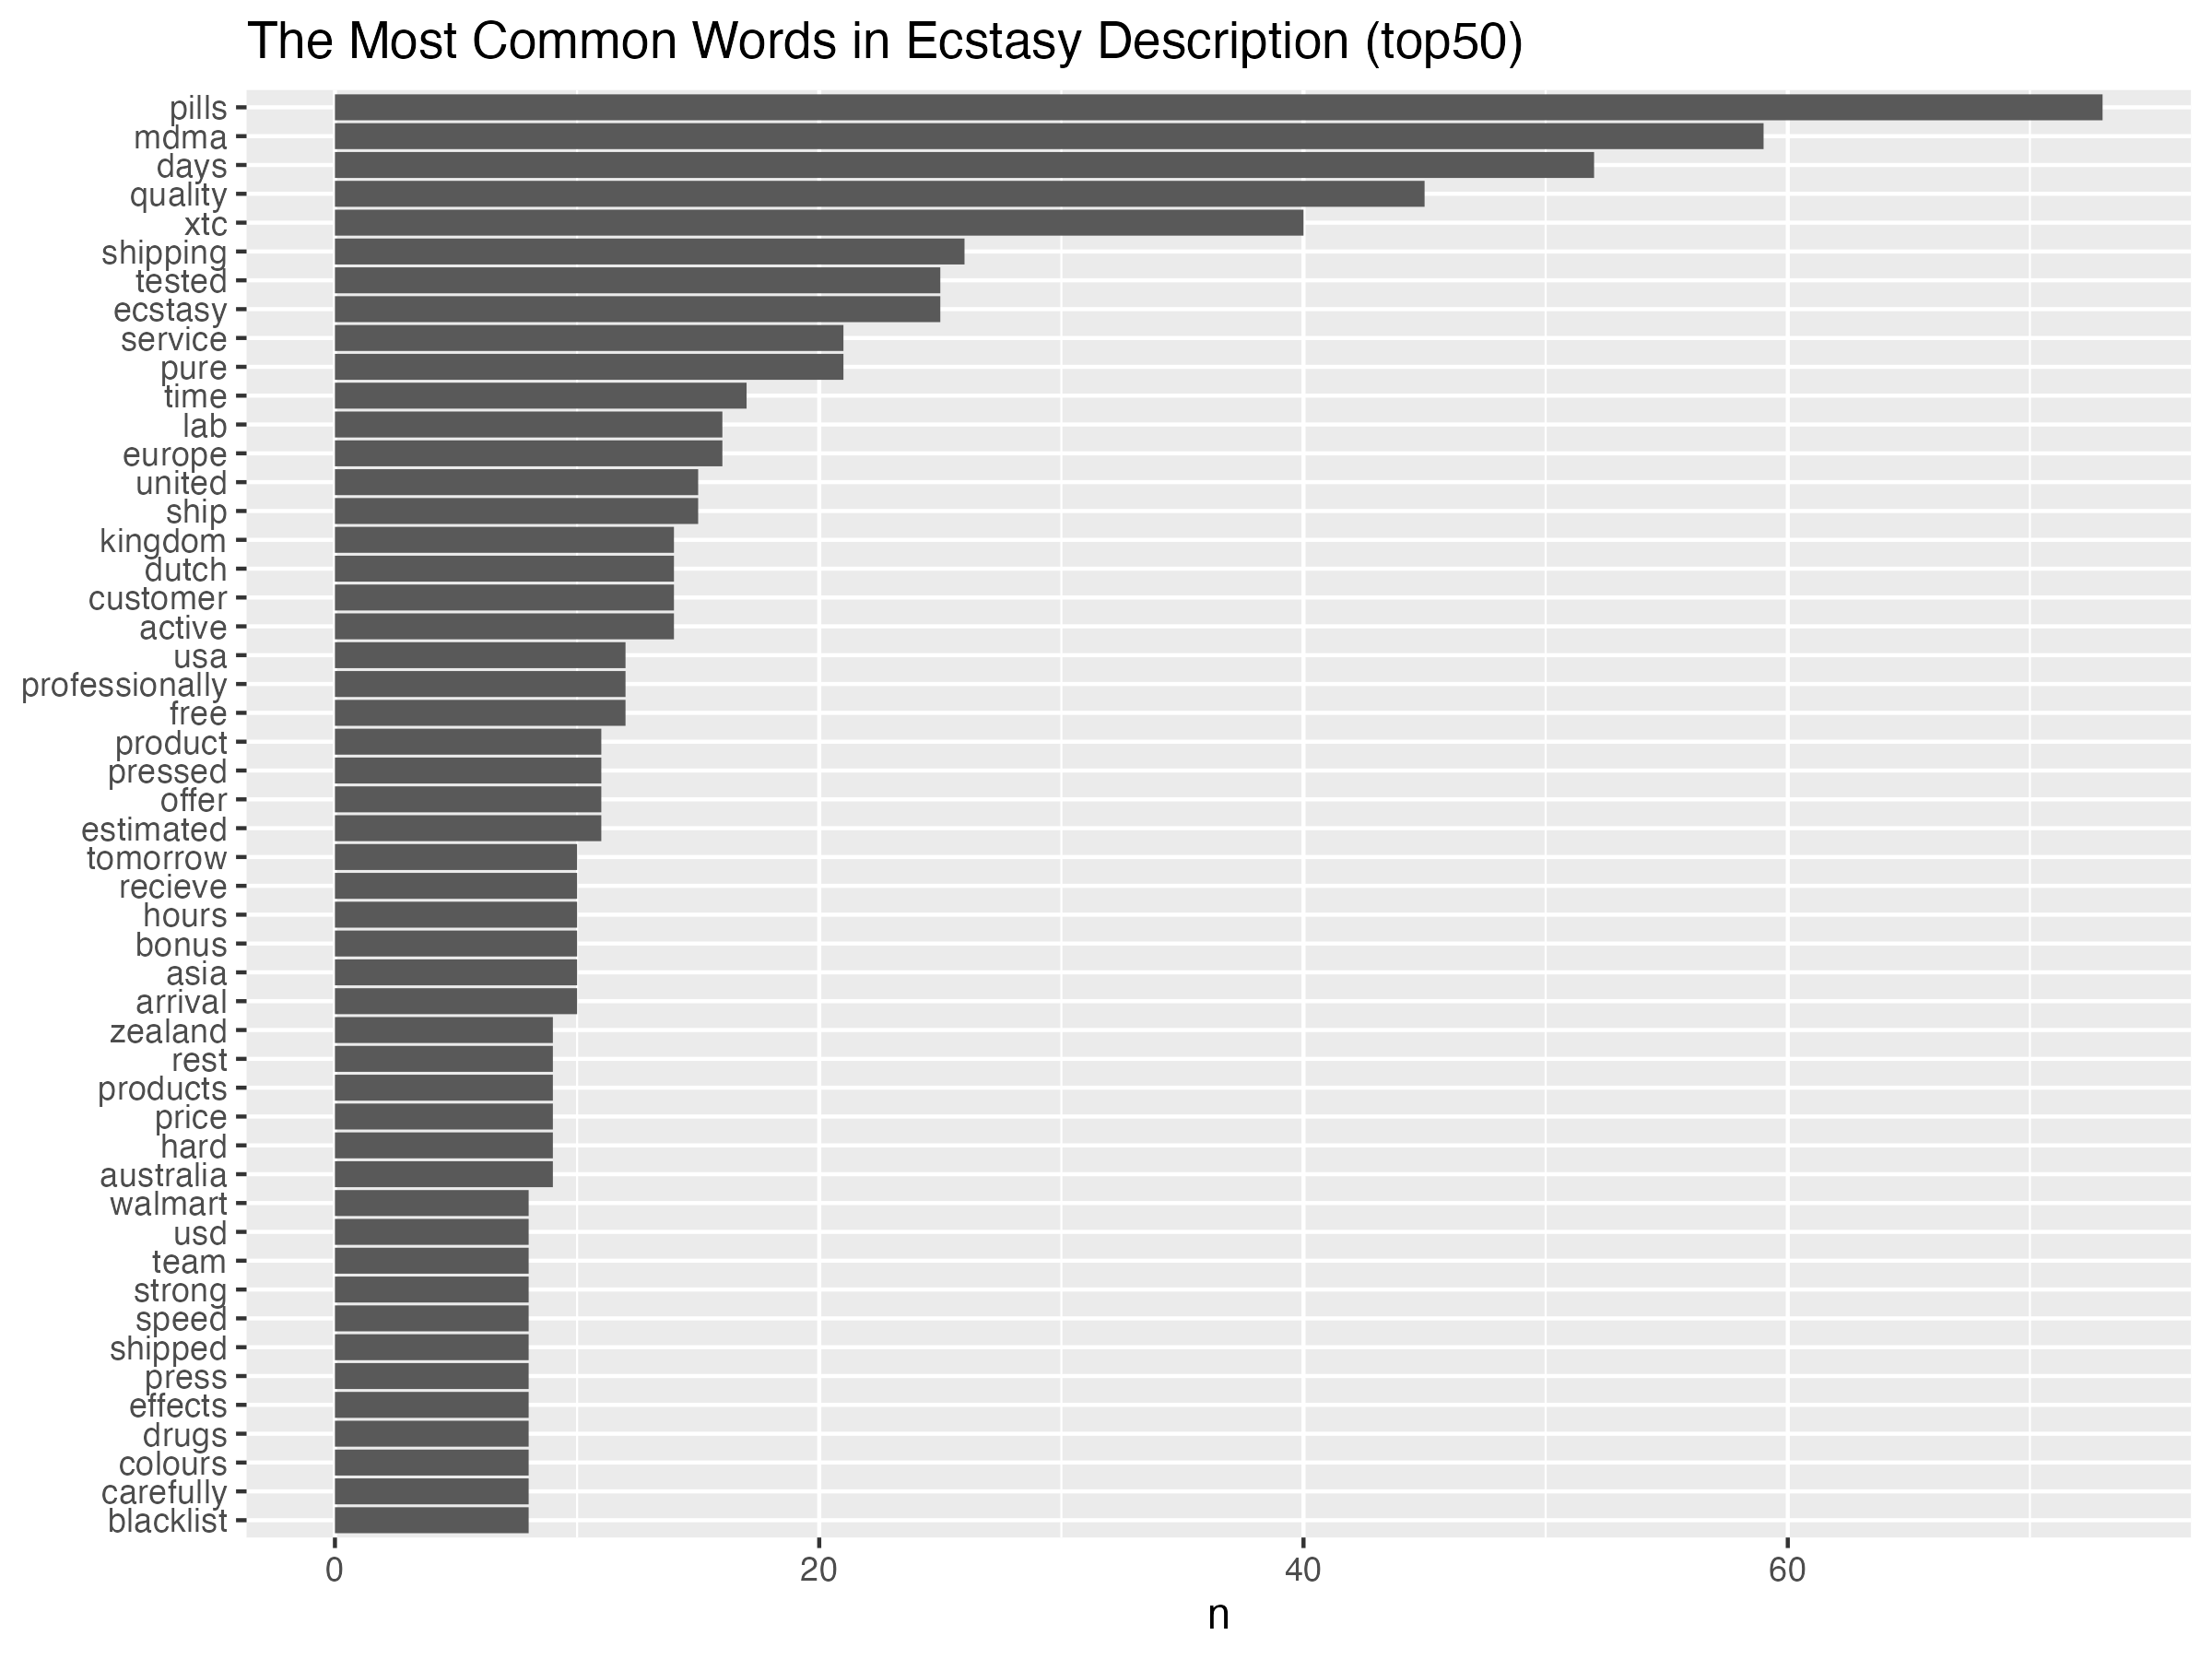 The Most Common Words in Ecstasy Description (top50)
pills
mdma
days
quality
xtc
shipping
tested
ecstasy
service
pure
time
lab
europe
united
ship
kingdom
dutch
customer
active
usa
professionally
free
product
pressed
offer
estimated
tomorrow
recieve
hours
bonus
asia
arrival
zealand
rest
products
price
hard
australia
walmart
usd
team
strong
speed
shipped
press
effects
drugs
colours
carefully
blacklist
0 20 40 60
n